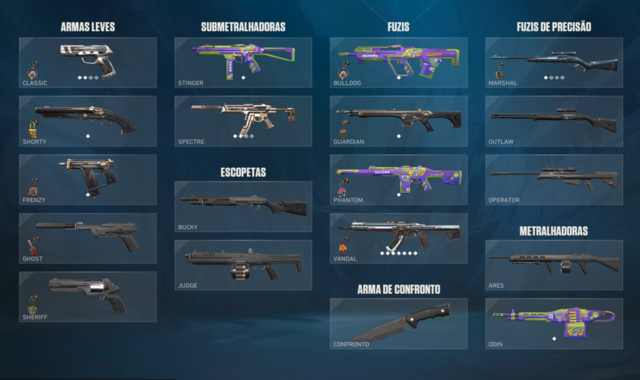 ARMAS LEVES
CLASSIC
SHORTY
FRENZY
GHOST
SHERIFF
SUBMETRALHADORAS
STINGER
SPECTRE
ESCOPETAS
BUCKY
JUDGE
FUZIS
BULLDOG
GUARDIAN
PHANTOM
VANDAL
ARMA DE CONFRONTO
CONFRONTO
FUZIS DE PRECISÃO
MARSHAL
OUTLAW
OPERATOR
METRALHADORAS
ARES
ODIN